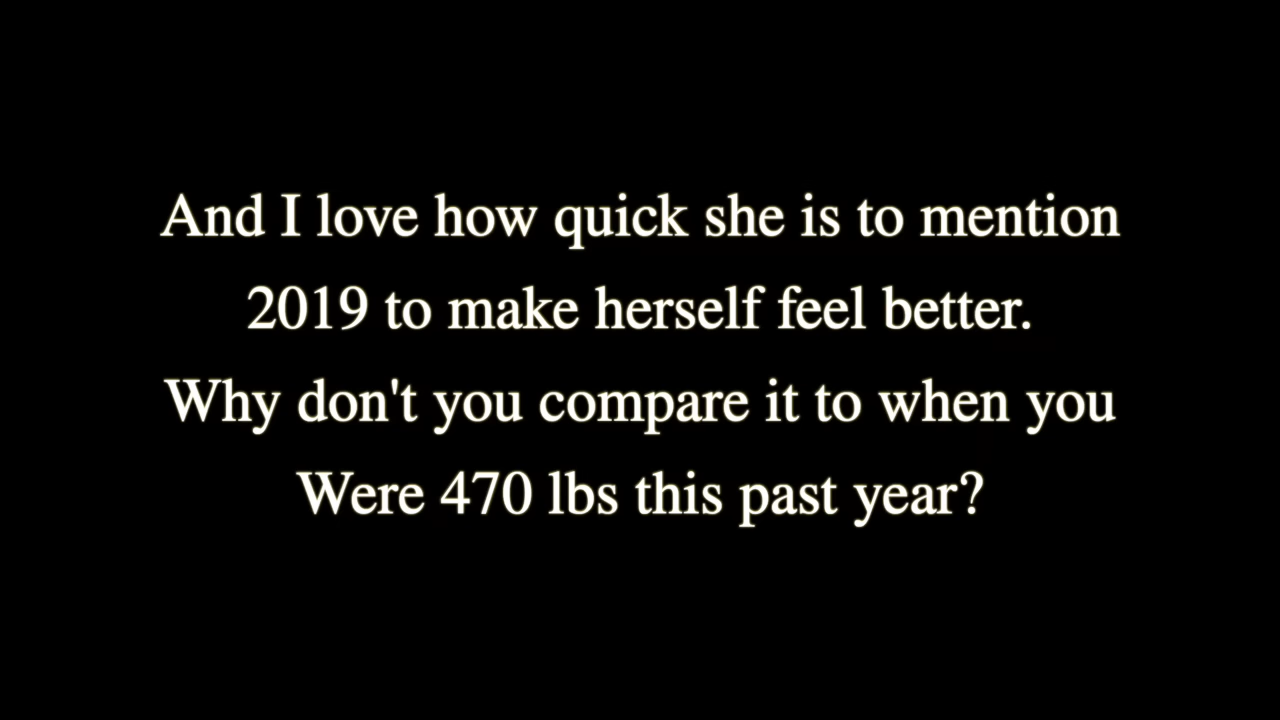 And I love how quick she is to mention
2019 to make herself feel better.
Why don't you compare it to when you
Were 470 lbs this past year?